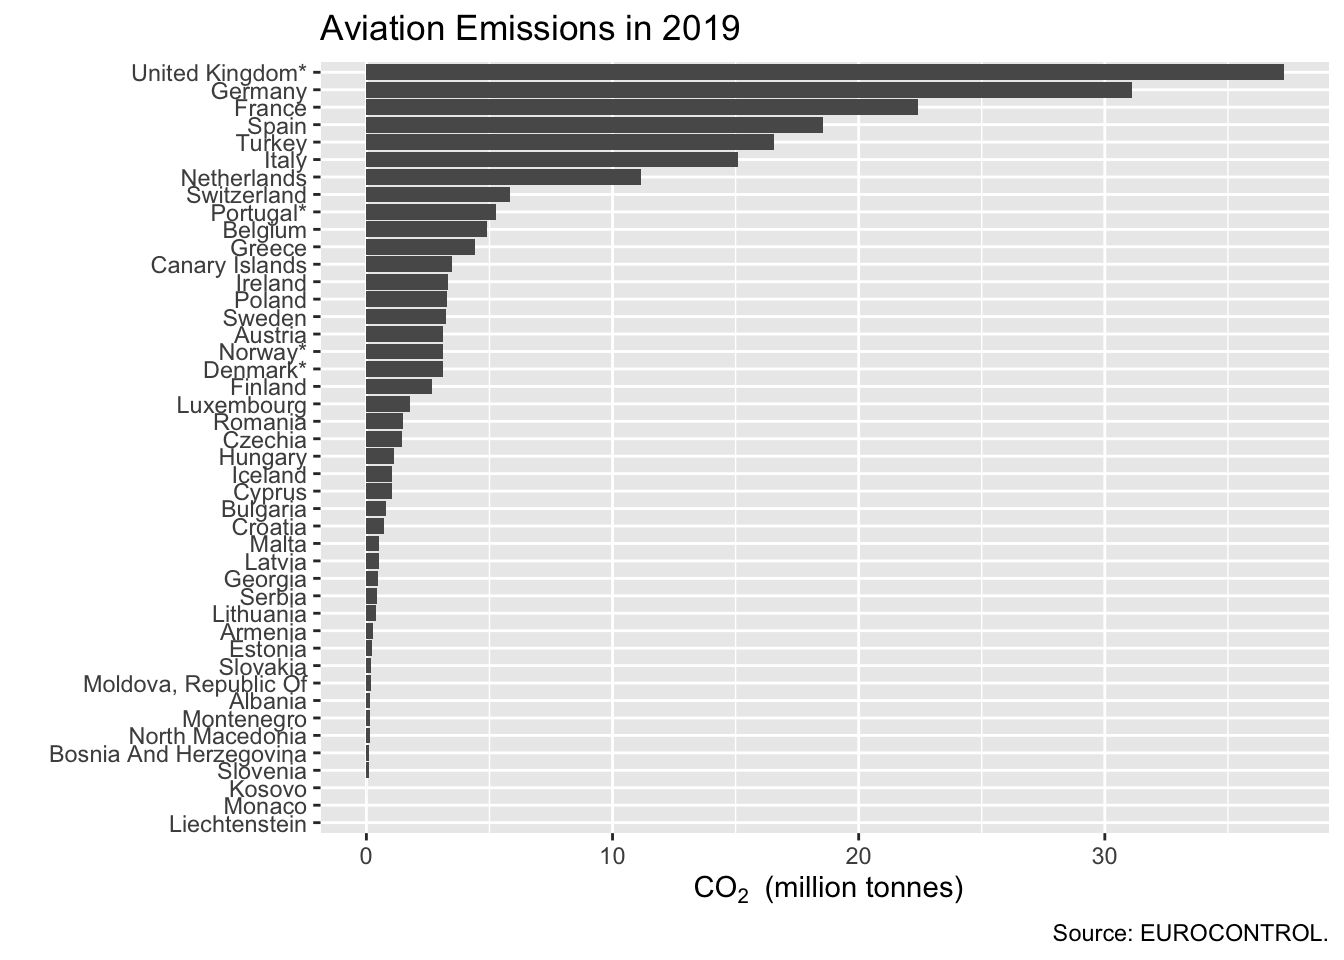 Aviation Emissions in 2019
United Kingdom*
Germany
France
Spain
Turkey
Italy
Netherlands
Switzerland
Portugal*
Belgium
Greece
Canary Islands
Ireland
Poland
Sweden
Austria
Norway*
Denmark*
Finland
Luxembourg
Romania
Czechia
Hungary
Iceland
Cyprus
Bulgaria
Croatia
Malta
Latvia
Georgia
Serbia
Lithuania
Armenia
Estonia
Slovakia
Moldova, Republic Of
Albania
Montenegro
North Macedonia
Bosnia And Herzegovina
Slovenia
Kosovo
Monaco
Liechtenstein
0 10 20 30
CO₂ (million tonnes)
Source: EUROCONTROL.